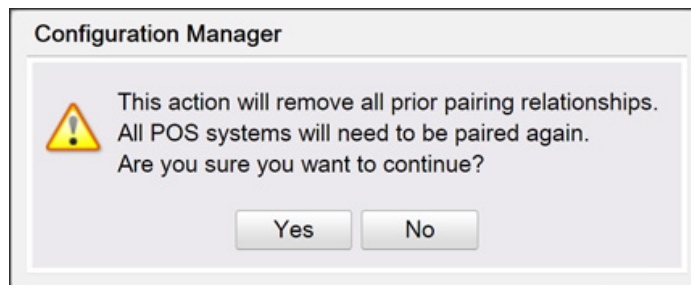 Configuration Manager
This action will remove all prior pairing relationships.
All POS systems will need to be paired again.
Are you sure you want to continue?
Yes No